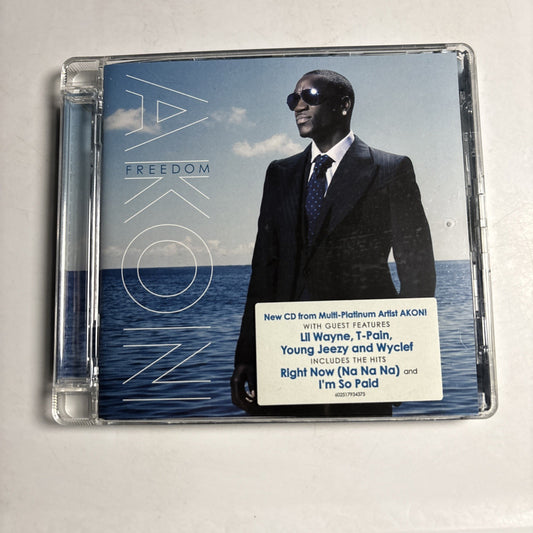 AKON
FREEDOM
New CD from Multi-Platinum Artist AKON!
WITH GUEST FEATURES
Lil Wayne, T-Pain,
Young Jeezy and Wyclef
INCLUDES THE HITS
Right Now (Na Na Na) and
I'm So Paid
602517934375